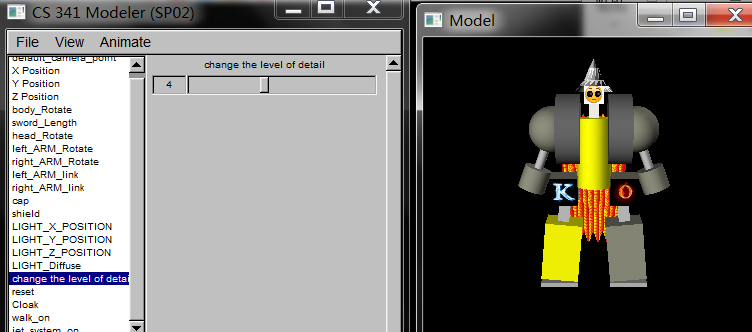 CS 341 Modeler (SP02)
File View Animate
default_camera_point
X Position
Y Position
Z Position
body_Rotate
sword_Length
head_Rotate
left_ARM_Rotate
right_ARM_Rotate
left_ARM_link
right_ARM_link
cap
shield
LIGHT_X_POSITION
LIGHT_Y_POSITION
LIGHT_Z_POSITION
LIGHT_Diffuse
change the level of detai
reset
Cloak
walk_on
jet_system_on
change the level of detail
4
Model
K O